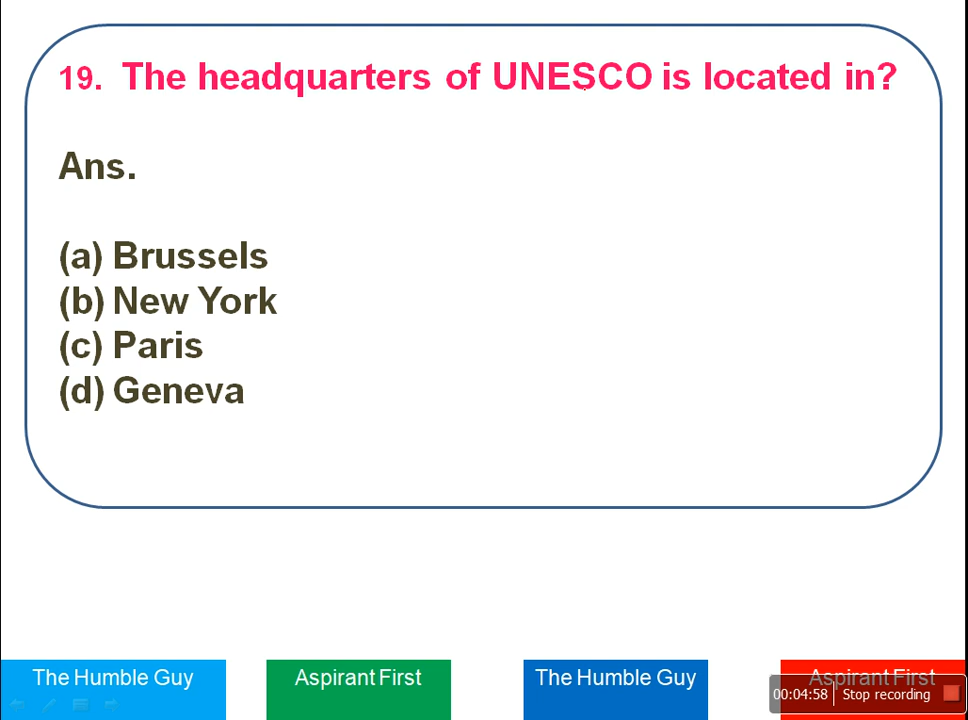 19. The headquarters of UNESCO is located in?
Ans.
(a) Brussels
(b) New York
(c) Paris
(d) Geneva
The Humble Guy
Aspirant First
The Humble Guy
Aspirant First
00:04:58 Stop recording